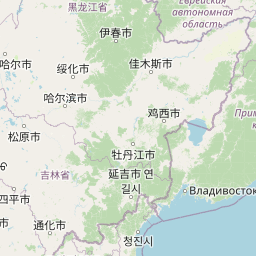 Еврейская
автономная
область
黑龙江省
伊春市
哈尔市
佳木斯市
绥化市
哈尔滨市
鸡西市
松原市
牡丹江市
吉林省
延吉市 연
길시
Владивосток
四平市
通化市
청진시